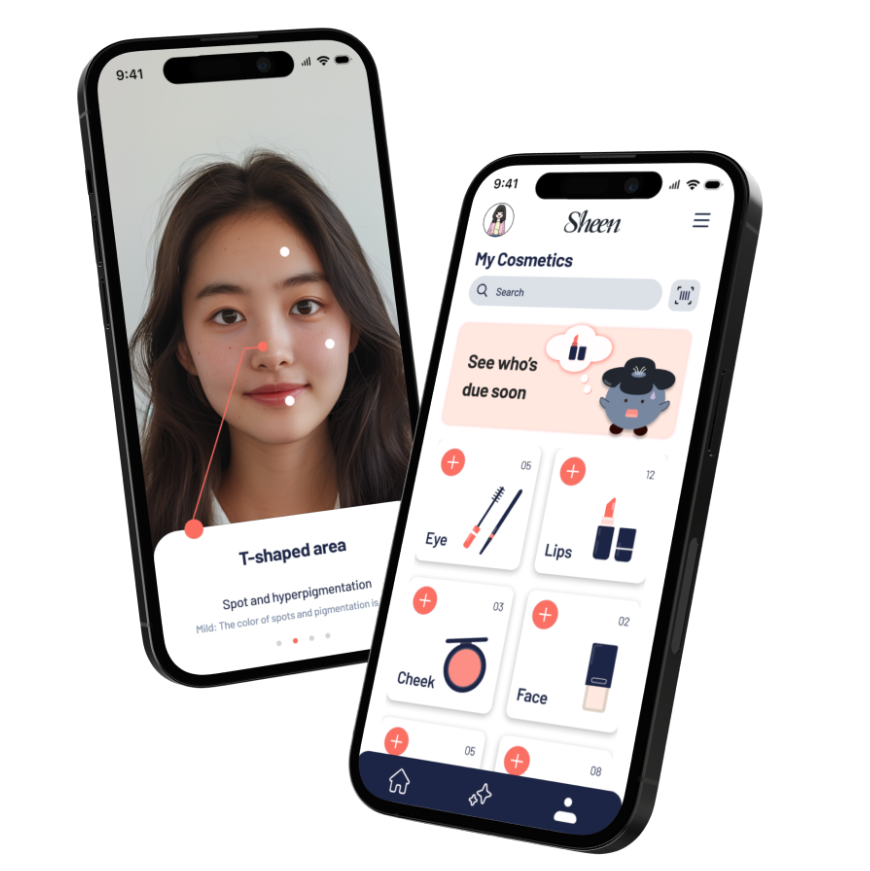 9:41
T-shaped area
Spot and hyperpigmentation
Mild: The color of spots and pigmentation is
9:41
Sheen
My Cosmetics
Search
See who's
due soon
05
Eye
12
Lips
03
Cheek
02
Face
05
08